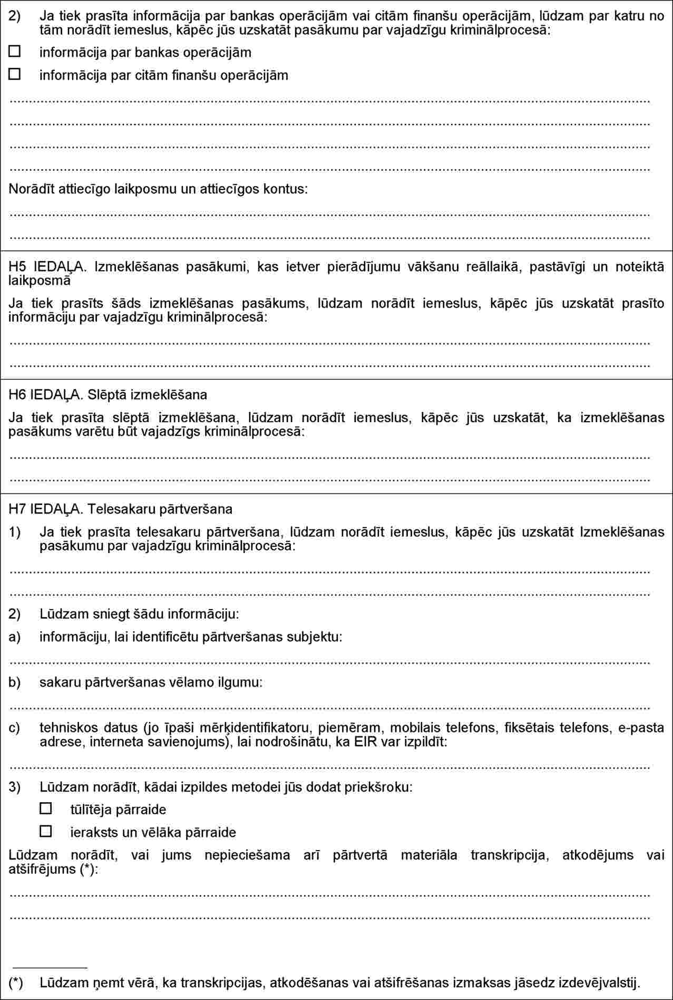 2) Ja tiek prasīta informācija par bankas operācijām vai citām finanšu operācijām, lūdzam par katru no
tām norādīt iemeslus, kāpēc jūs uzskatāt pasākumu par vajadzīgu kriminālprocesā:
☐ informācija par bankas operācijām
☐ informācija par citām finanšu operācijām
....................
....................
....................
....................
Norādīt attiecīgo laikposmu un attiecīgos kontus:
....................
....................
H5 IEDAĻA. Izmeklēšanas pasākumi, kas ietver pierādījumu vākšanu reāllaikā, pastāvīgi un noteiktā
laikposmā
Ja tiek prasīts šāds izmeklēšanas pasākums, lūdzam norādīt iemeslus, kāpēc jūs uzskatāt prasīto
informāciju par vajadzīgu kriminālprocesā:
....................
....................
H6 IEDAĻA. Slēptā izmeklēšana
Ja tiek prasīta slēptā izmeklēšana, lūdzam norādīt iemeslus, kāpēc jūs uzskatāt, ka izmeklēšanas
pasākums varētu būt vajadzīgs kriminālprocesā:
....................
....................
H7 IEDAĻA. Telesakaru pārtveršana
1) Ja tiek prasīta telesakaru pārtveršana, lūdzam norādīt iemeslus, kāpēc jūs uzskatāt Izmeklēšanas
pasākumu par vajadzīgu kriminālprocesā:
....................
....................
2) Lūdzam sniegt šādu informāciju:
a) informāciju, lai identificētu pārtveršanas subjektu:
....................
b) sakaru pārtveršanas vēlamo ilgumu:
....................
c) tehniskos datus (jo īpaši mērķidentifikatoru, piemēram, mobilais telefons, fiksētais telefons, e-pasta
adrese, interneta savienojums), lai nodrošinātu, ka EIR var izpildīt:
....................
3) Lūdzam norādīt, kādai izpildes metodei jūs dodat priekšroku:
☐ tūlītēja pārraide
☐ ieraksts un vēlāka pārraide
Lūdzam norādīt, vai jums nepieciešama arī pārtvertā materiāla transkripcija, atkodējums vai
atšifrējums (*):
....................
....................
(*) Lūdzam ņemt vērā, ka transkripcijas, atkodēšanas vai atšifrēšanas izmaksas jāsedz izdevējvalstij.